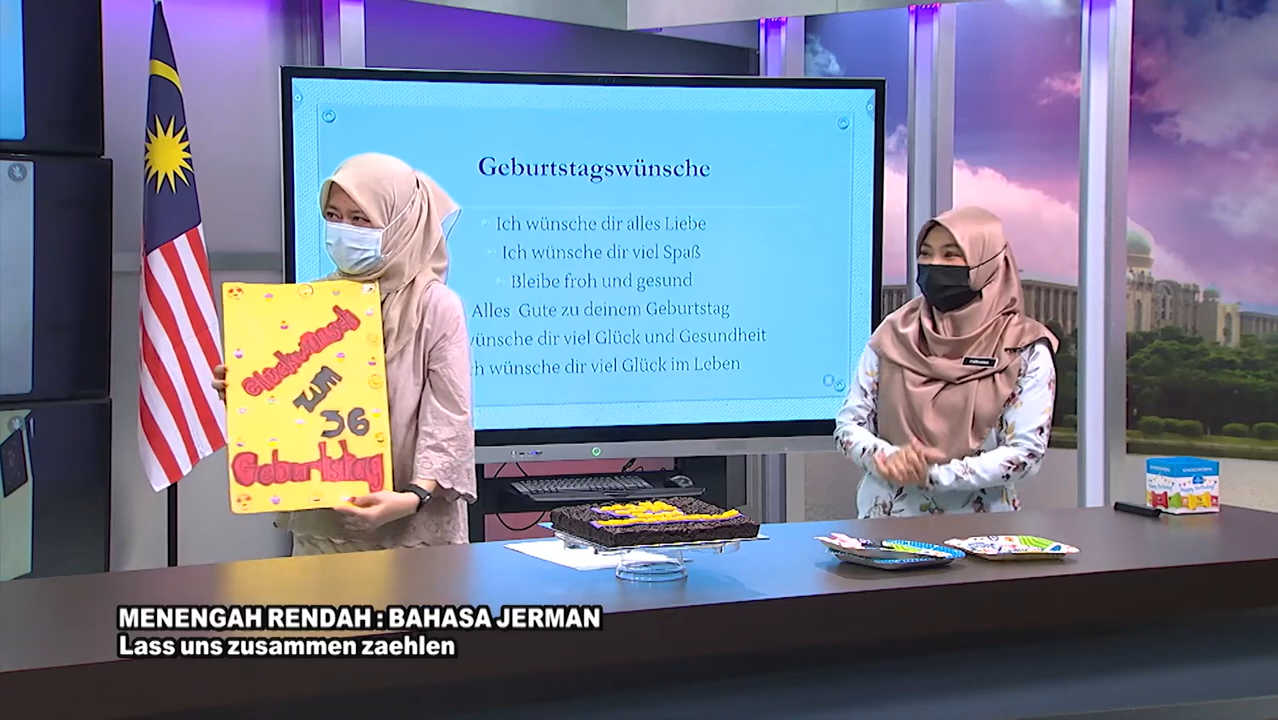 Geburtstagswünsche
Ich wünsche dir alles Liebe
Ich wünsche dir viel Spaß
Bleibe froh und gesund
Alles Gute zu deinem Geburtstag
wünsche dir viel Glück und Gesundheit
ch wünsche dir viel Glück im Leben
Glückwunsch
zum
36
Geburtstag
MENENGAH RENDAH : BAHASA JERMAN
Lass uns zusammen zaehlen